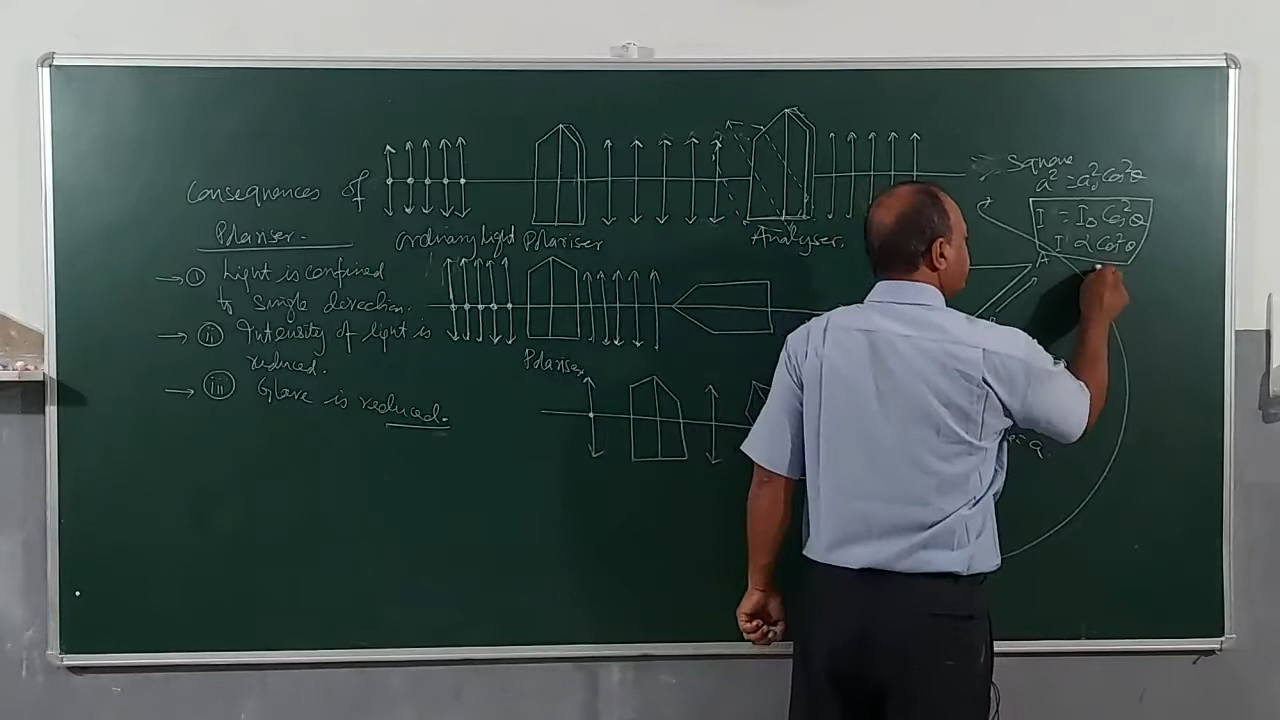 Consequences of
Polariser.
→ (i) Light is confined
to single direction.
→ (ii) Intensity of light is
reduced.
→ (iii) Glare is reduced.
Ordinary light Polariser
Analyser.
Polariser
Square
a² = a₀² Cos²θ
I = I₀ Cos²θ
I α Cos²θ
A